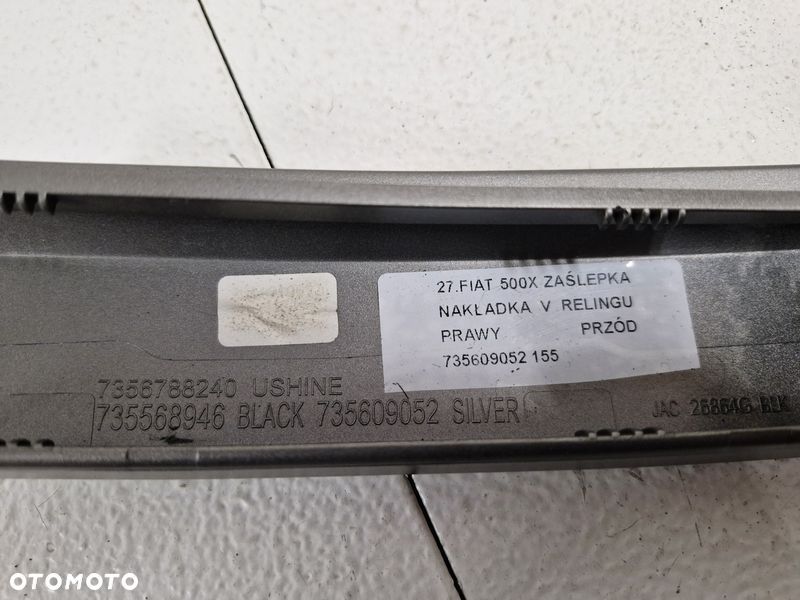 27.FIAT 500X ZAŚLEPKA
NAKŁADKA V RELINGU
PRAWY PRZÓD
735609052 155
7356788240 USHINE
735568946 BLACK 735609052 SILVER
JAC 26864G BLK
OTOMOTO